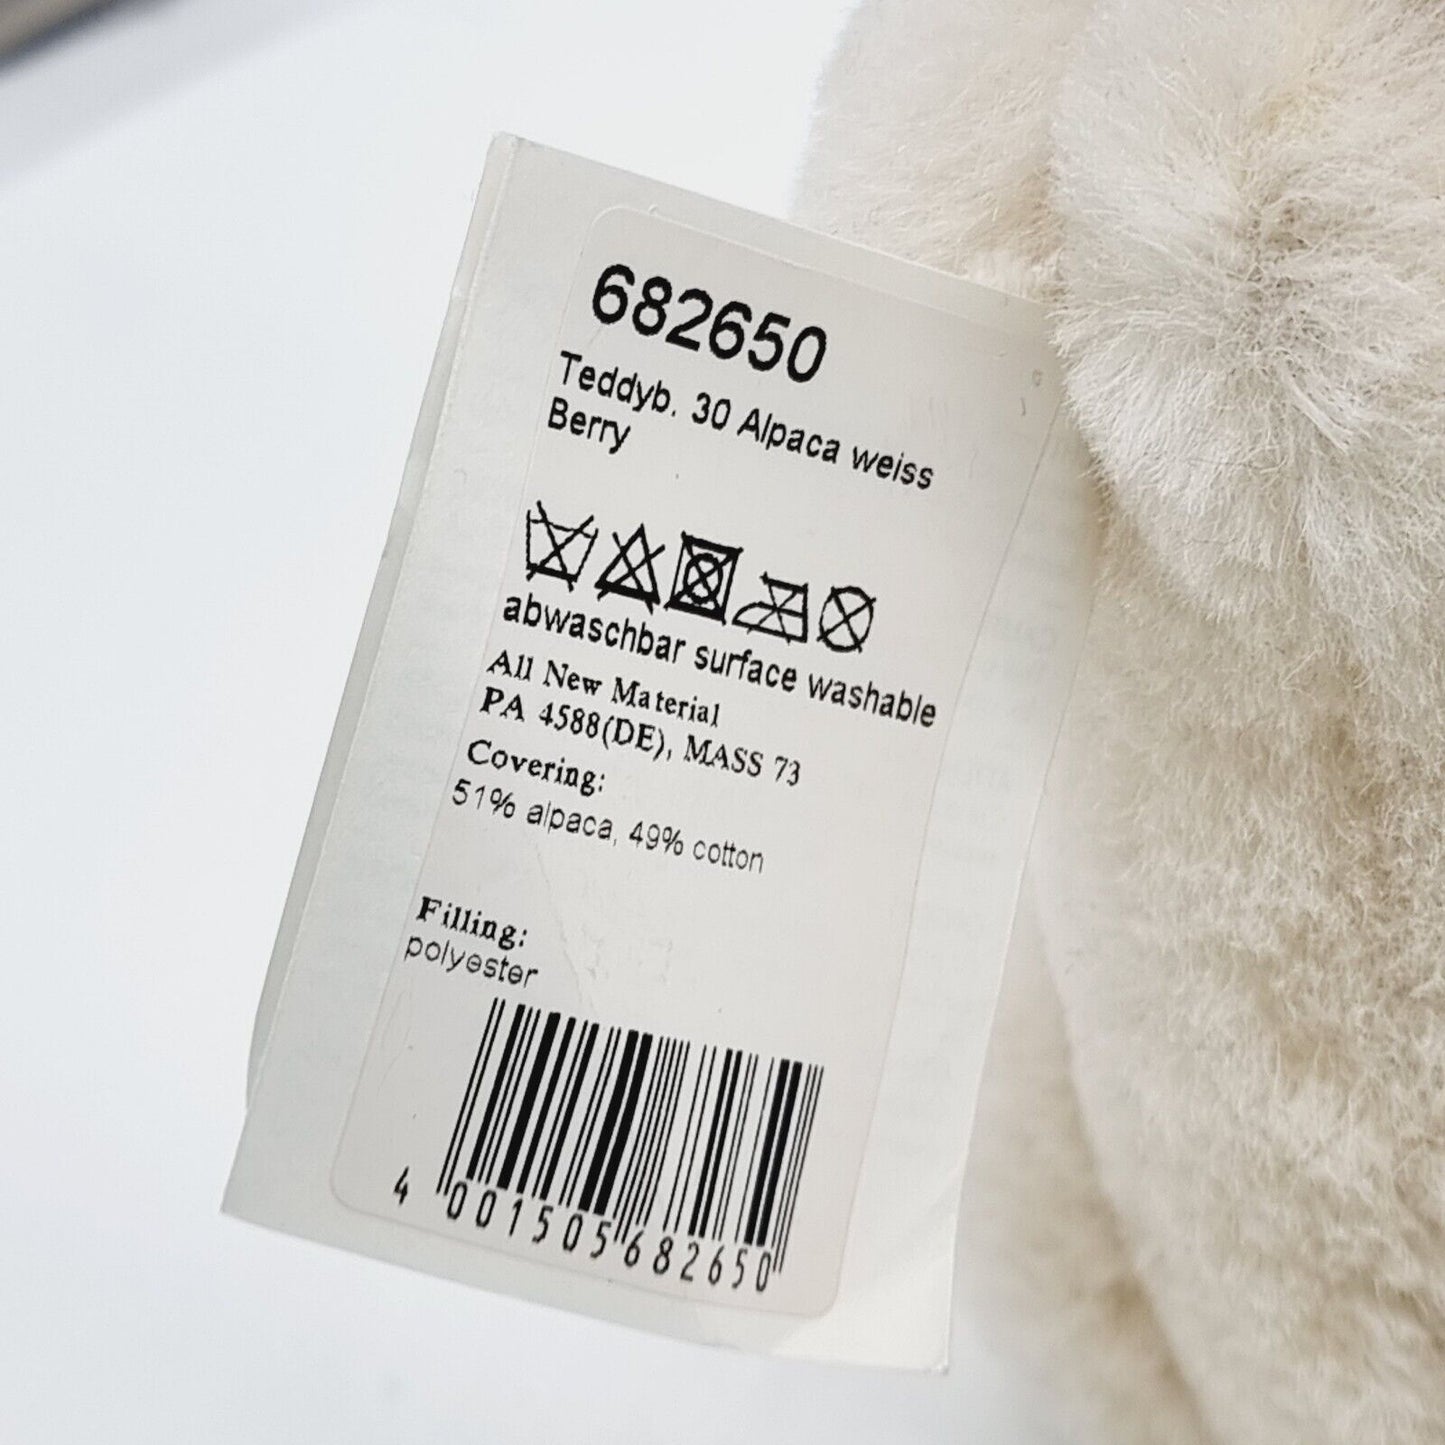 682650
Teddyb. 30 Alpaca weiss
Berry
abwaschbar surface washable
All New Material
PA 4588(DE), MASS 73
Covering:
51% alpaca, 49% cotton
Filling:
polyester
4 001505 682650